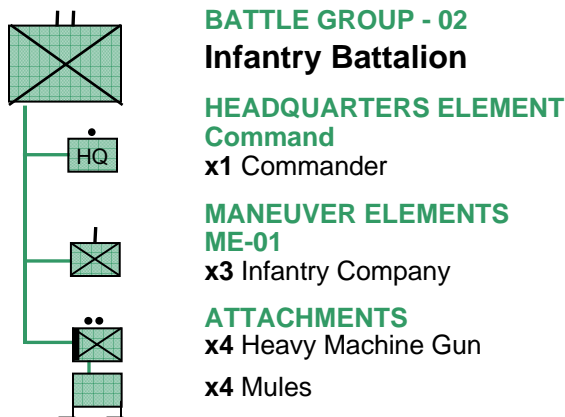 BATTLE GROUP - 02
Infantry Battalion
HEADQUARTERS ELEMENT
Command
HQ
x1 Commander
MANEUVER ELEMENTS
ME-01
x3 Infantry Company
ATTACHMENTS
x4 Heavy Machine Gun
x4 Mules